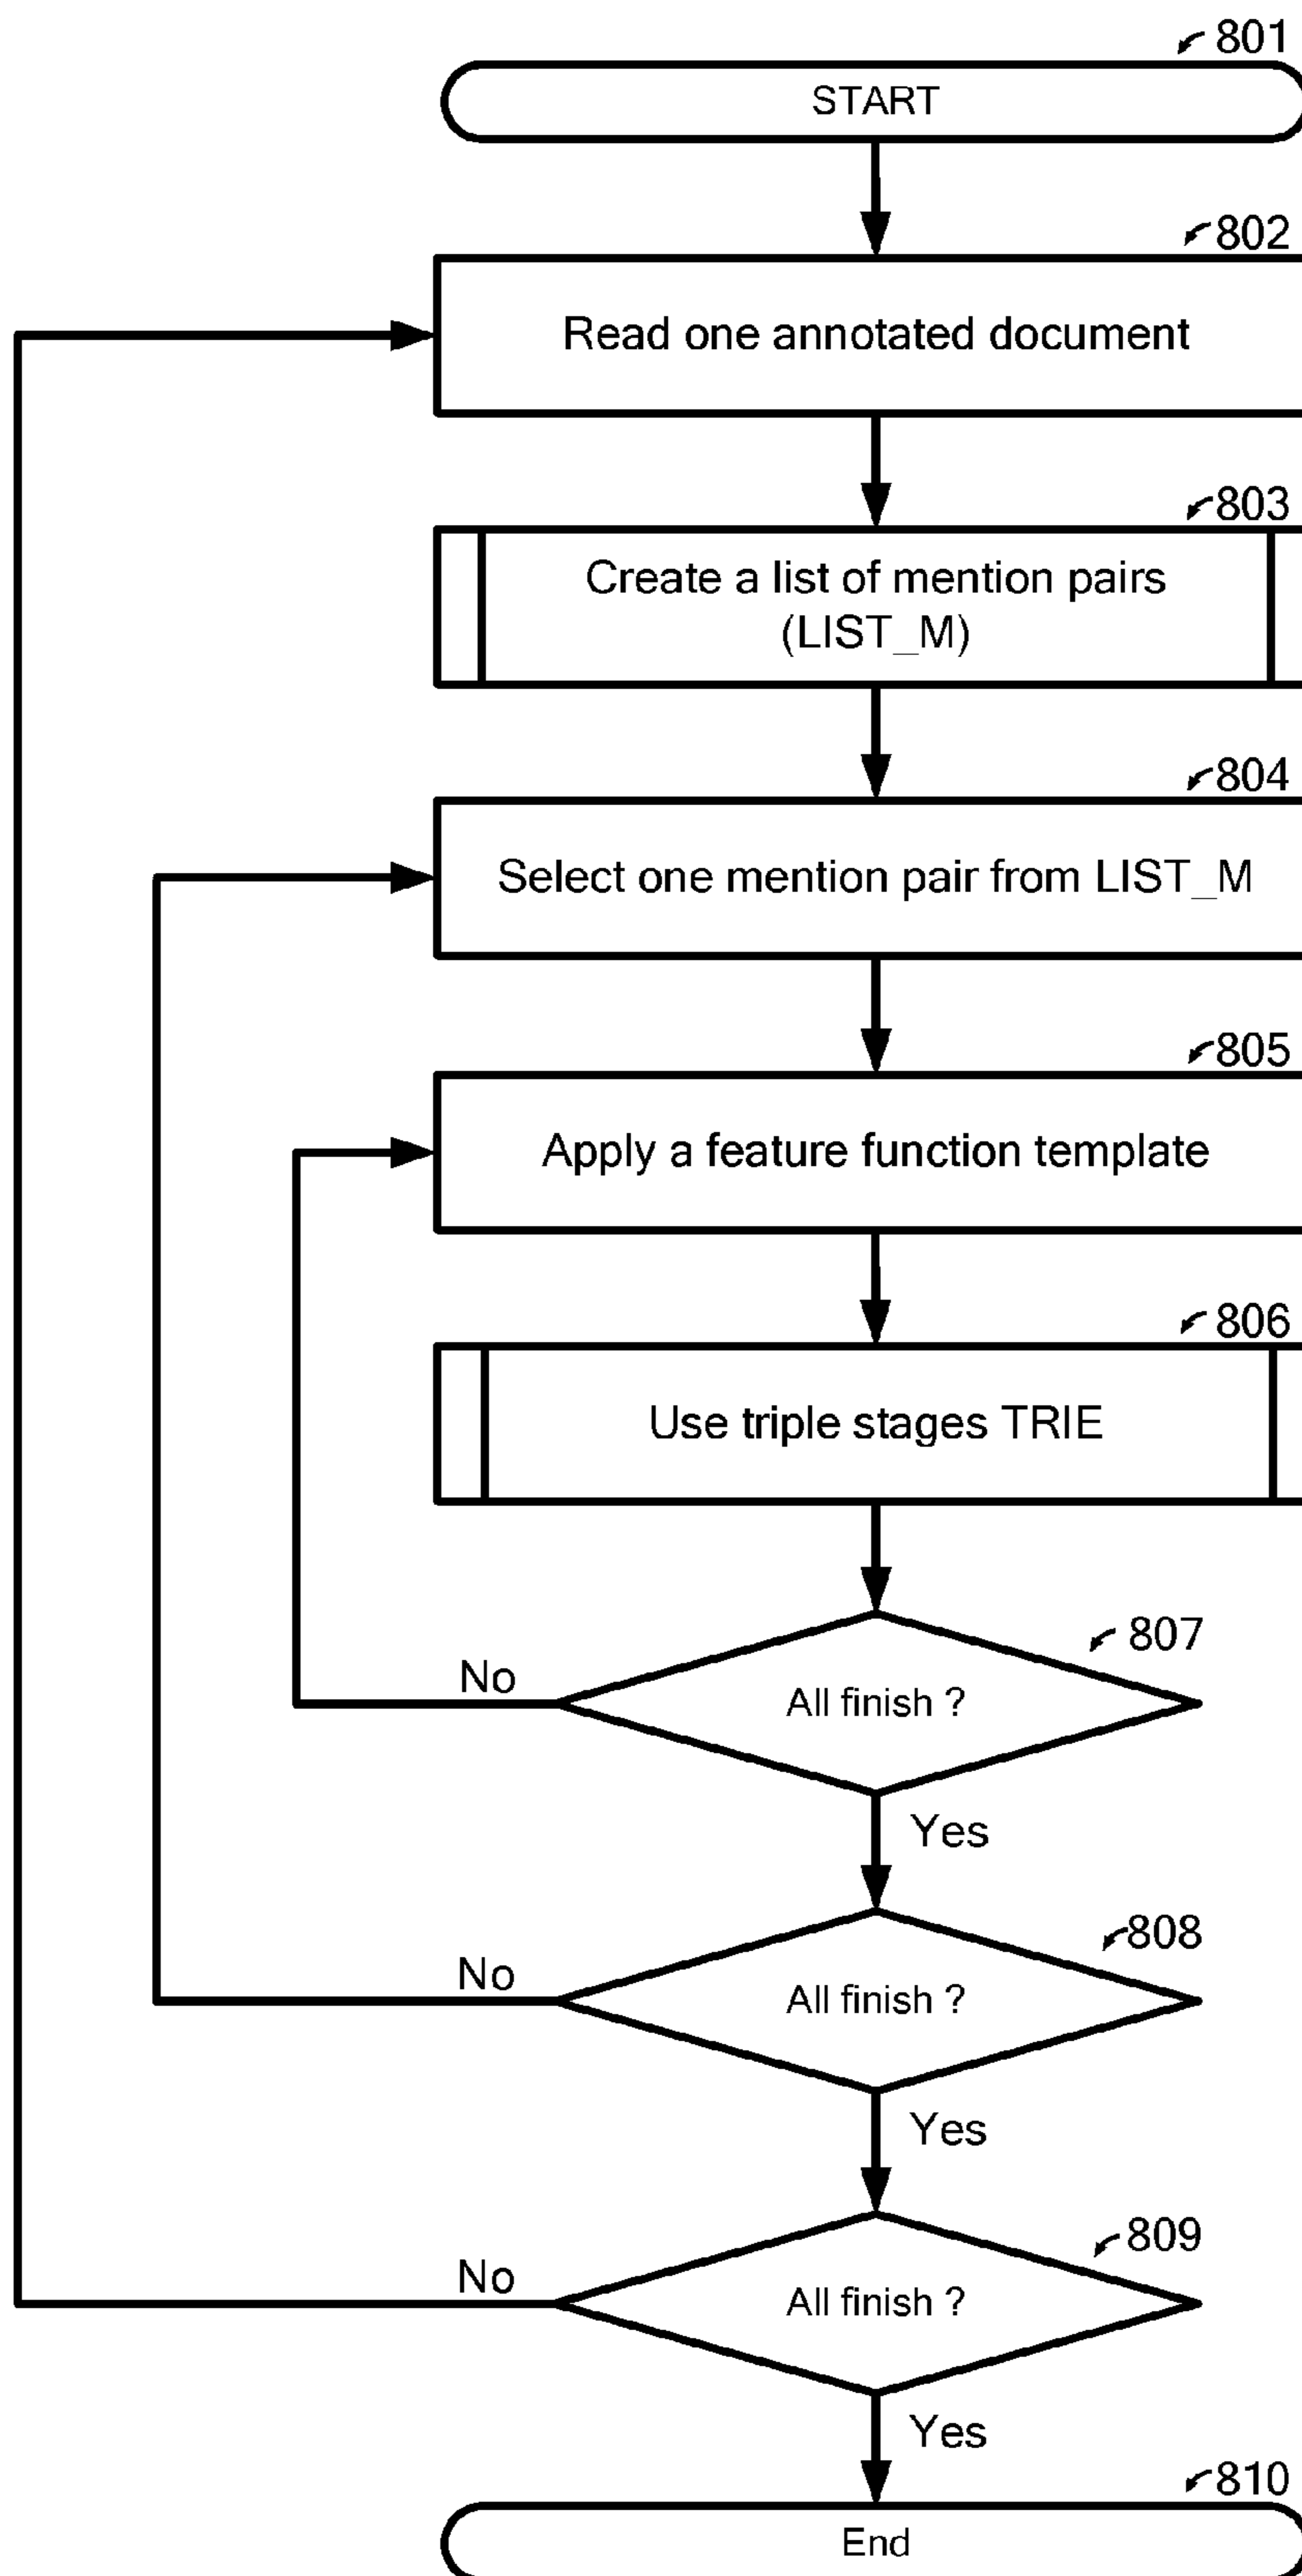 801
START
802
Read one annotated document
803
Create a list of mention pairs
(LIST_M)
804
Select one mention pair from LIST_M
805
Apply a feature function template
806
Use triple stages TRIE
807
No
All finish ?
Yes
808
No
All finish ?
Yes
809
No
All finish ?
Yes
810
End